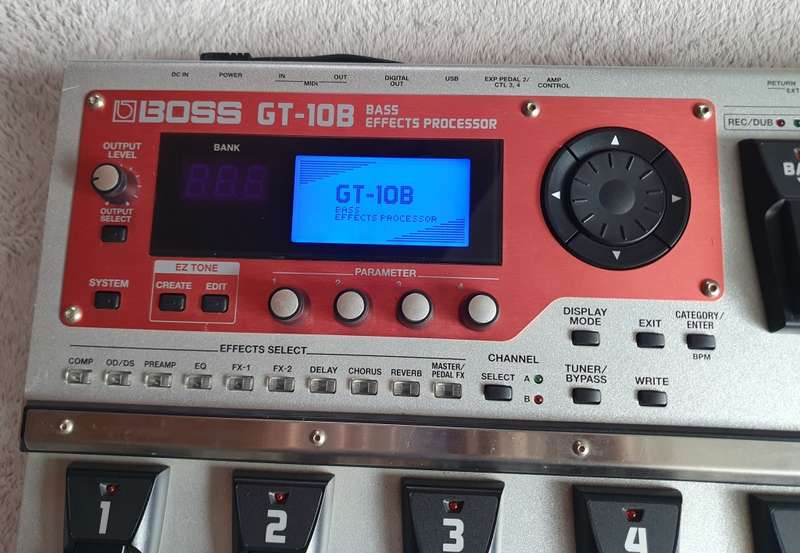 DC IN
POWER
IN MIDI OUT
DIGITAL
OUT
USB
EXP PEDAL 2/
CTL 3, 4
AMP
CONTROL
RETURN
BOSS GT-10B BASS
EFFECTS PROCESSOR
REC/DUB
OUTPUT
LEVEL
BANK
GT-10B
BASS
EFFECTS PROCESSOR
OUTPUT
SELECT
SYSTEM
EZ TONE
CREATE EDIT
PARAMETER
1 2 3 4
DISPLAY
MODE
EXIT
CATEGORY/
ENTER
BPM
EFFECTS SELECT
COMP OD/DS PREAMP EQ FX-1 FX-2 DELAY CHORUS REVERB MASTER/
PEDAL FX
CHANNEL
SELECT A
B
TUNER/
BYPASS
WRITE
1 2 3 4